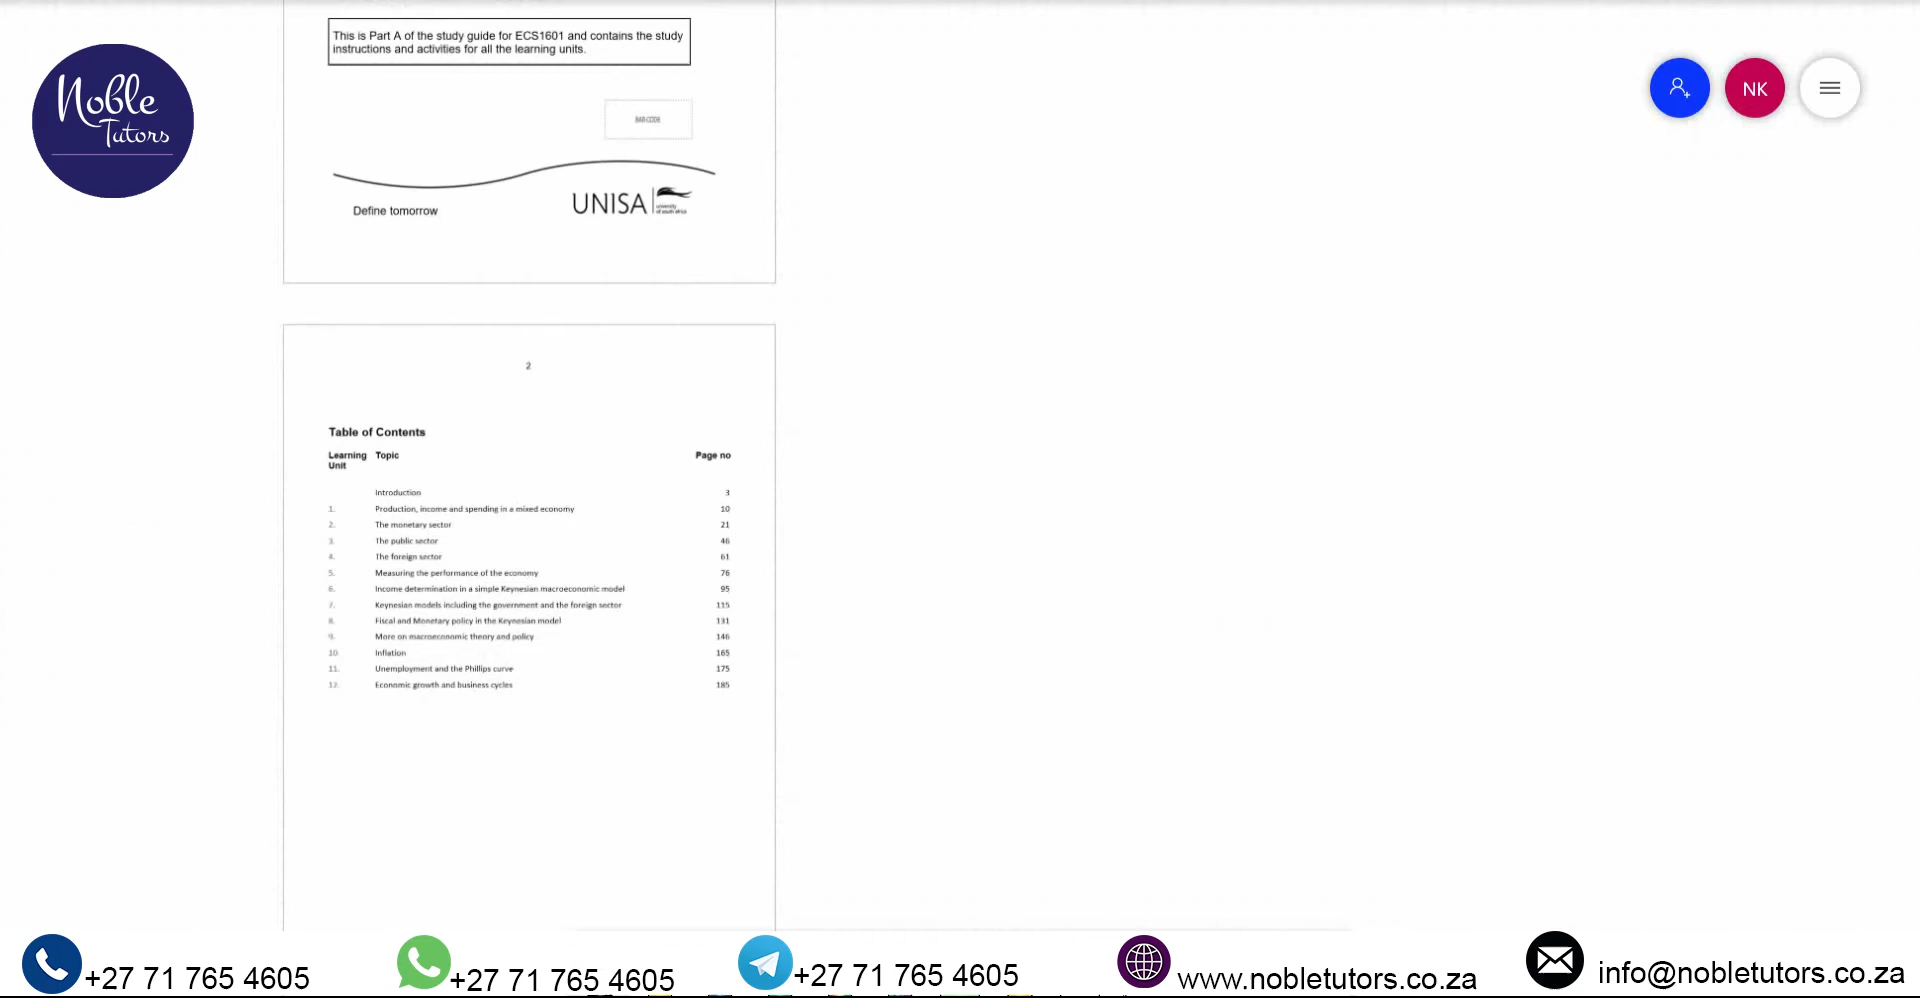 This is Part A of the study guide for ECS1601 and contains the study
instructions and activities for all the learning units.
Noble
Tutors
NK
BAR CODE
Define tomorrow
UNISA
university
of south africa
2
Table of Contents
Learning Unit Topic Page no
Introduction 3
1. Production, income and spending in a mixed economy 10
2. The monetary sector 21
3. The public sector 46
4. The foreign sector 61
5. Measuring the performance of the economy 76
6. Income determination in a simple Keynesian macroeconomic model 95
7. Keynesian models including the government and the foreign sector 115
8. Fiscal and Monetary policy in the Keynesian model 131
9. More on macroeconomic theory and policy 146
10 Inflation 165
11. Unemployment and the Phillips curve 175
12. Economic growth and business cycles 185
+27 71 765 4605
+27 71 765 4605
+27 71 765 4605
www.nobletutors.co.za
info@nobletutors.co.za